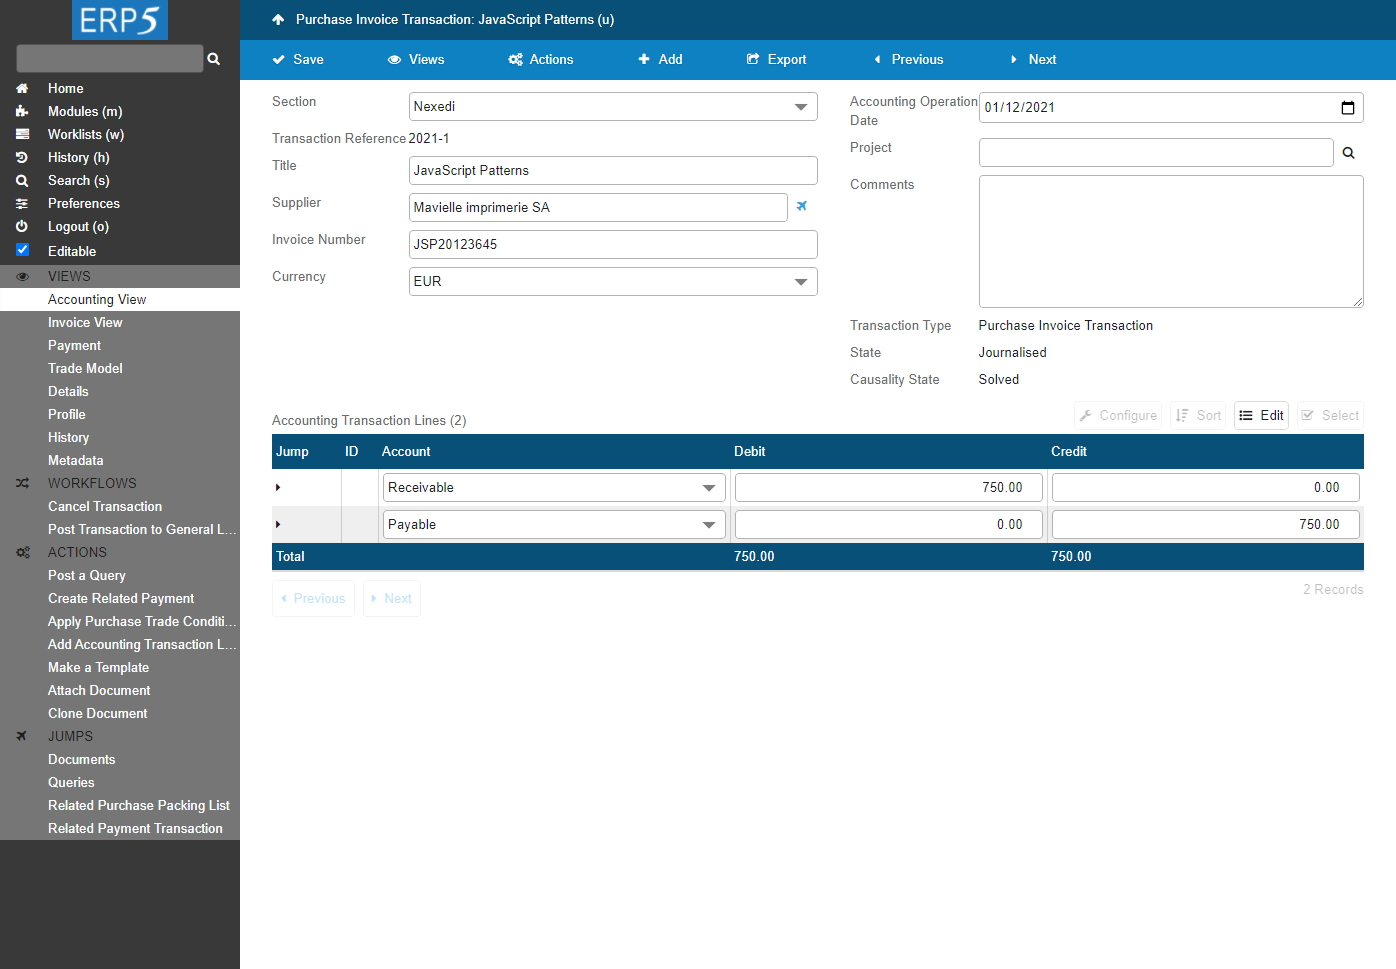 ERP5
Purchase Invoice Transaction: JavaScript Patterns (u)
Save
Views
Actions
Add
Export
Previous
Next
Home
Modules (m)
Worklists (w)
History (h)
Search (s)
Preferences
Logout (o)
Editable
VIEWS
Accounting View
Invoice View
Payment
Trade Model
Details
Profile
History
Metadata
WORKFLOWS
Cancel Transaction
Post Transaction to General L...
ACTIONS
Post a Query
Create Related Payment
Apply Purchase Trade Conditi...
Add Accounting Transaction L...
Make a Template
Attach Document
Clone Document
JUMPS
Documents
Queries
Related Purchase Packing List
Related Payment Transaction
Section Nexedi
Transaction Reference 2021-1
Title JavaScript Patterns
Supplier Mavielle imprimerie SA
Invoice Number JSP20123645
Currency EUR
Accounting Operation
Date
01/12/2021
Project
Comments
Transaction Type Purchase Invoice Transaction
State Journalised
Causality State Solved
Accounting Transaction Lines (2)
Configure Sort Edit Select
Jump ID Account Debit Credit
Receivable 750.00 0.00
Payable 0.00 750.00
Total 750.00 750.00
Previous Next
2 Records